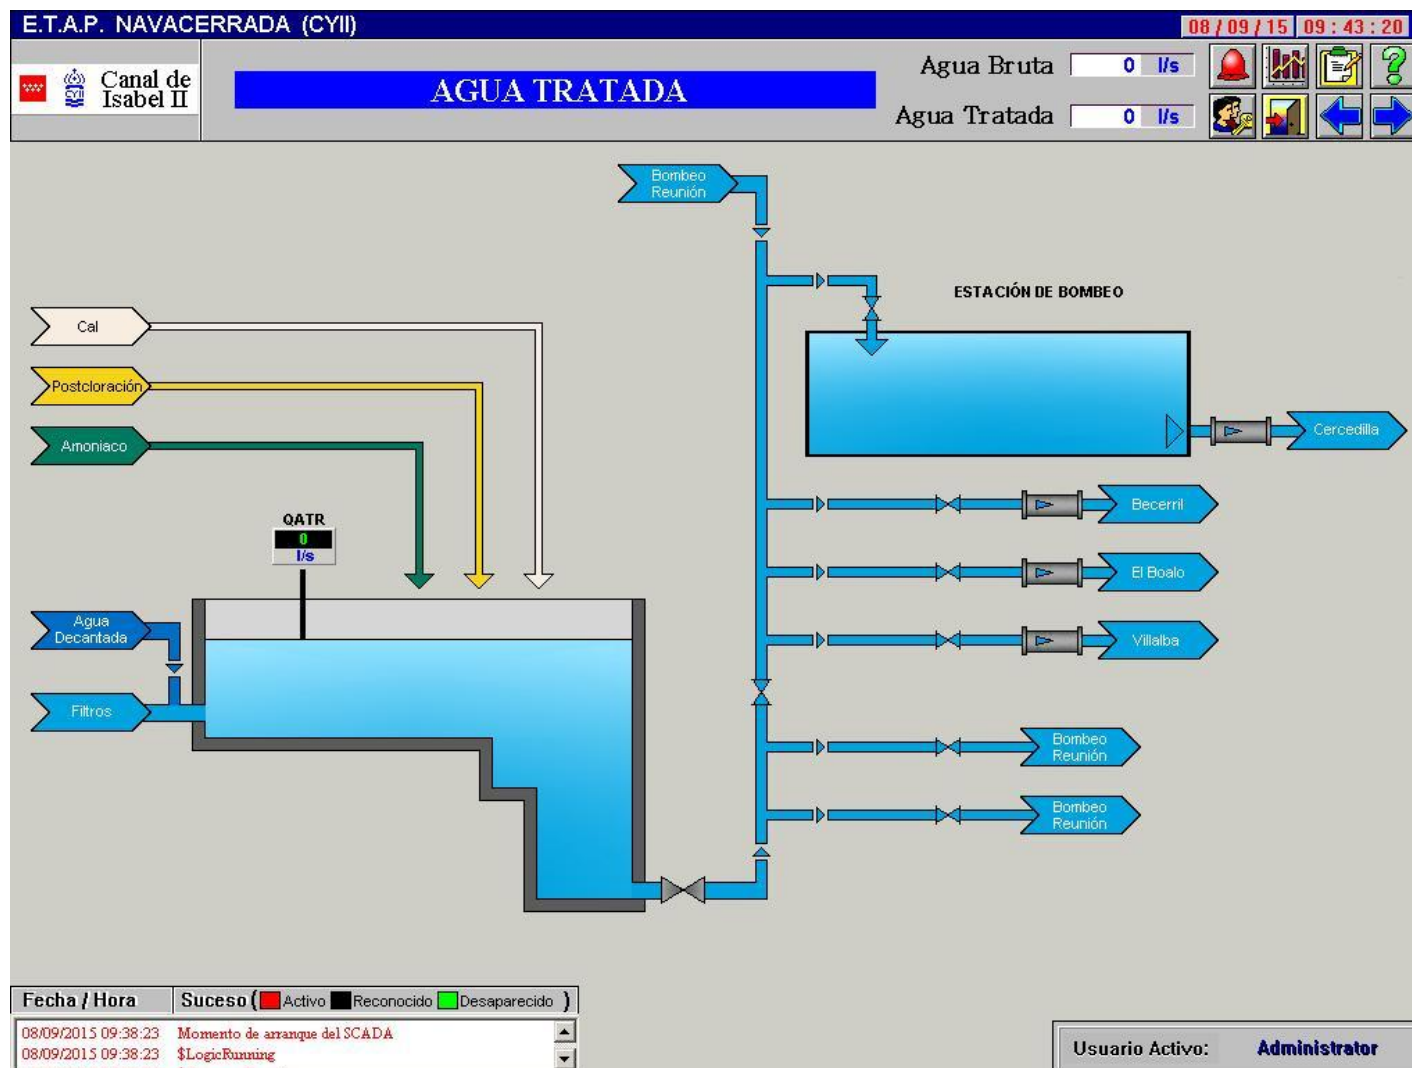 E.T.A.P. NAVACERRADA (CYII)
08/09/15 09:43:20
Canal de
Isabel II
CYII
AGUA TRATADA
Agua Bruta 0 l/s
Agua Tratada 0 l/s
Bombeo
Reunión
ESTACIÓN DE BOMBEO
Cal
Postcloración
Amoniaco
Cercedilla
Becerril
QATR
0
l/s
El Boalo
Agua
Decantada
Villalba
Filtros
Bombeo
Reunión
Bombeo
Reunión
Fecha / Hora Suceso ( Activo Reconocido Desaparecido )
08/09/2015 09:38:23 Momento de arranque del SCADA
08/09/2015 09:38:23 $LogicRunning
Usuario Activo: Administrator